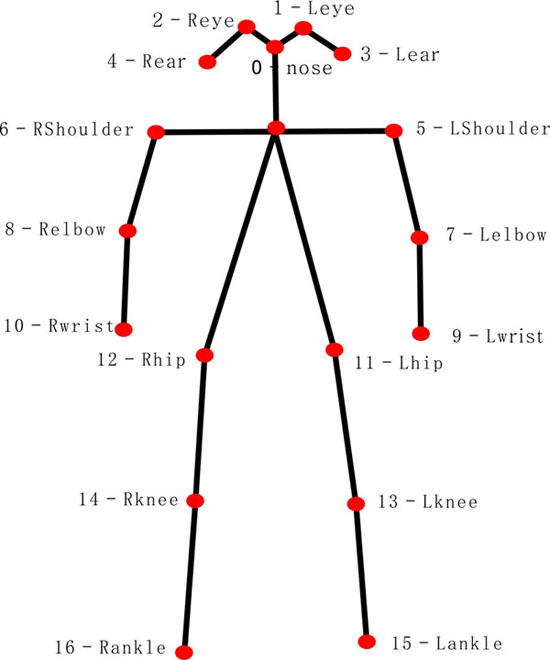 1-Leye
2-Reye
3-Lear
4-Rear
0-nose
6-RShoulder
5-LShoulder
8-Relbow
7-Lelbow
10-Rwrist
9-Lwrist
12-Rhip
11-Lhip
14-Rknee
13-Lknee
15-Lankle
16-Rankle